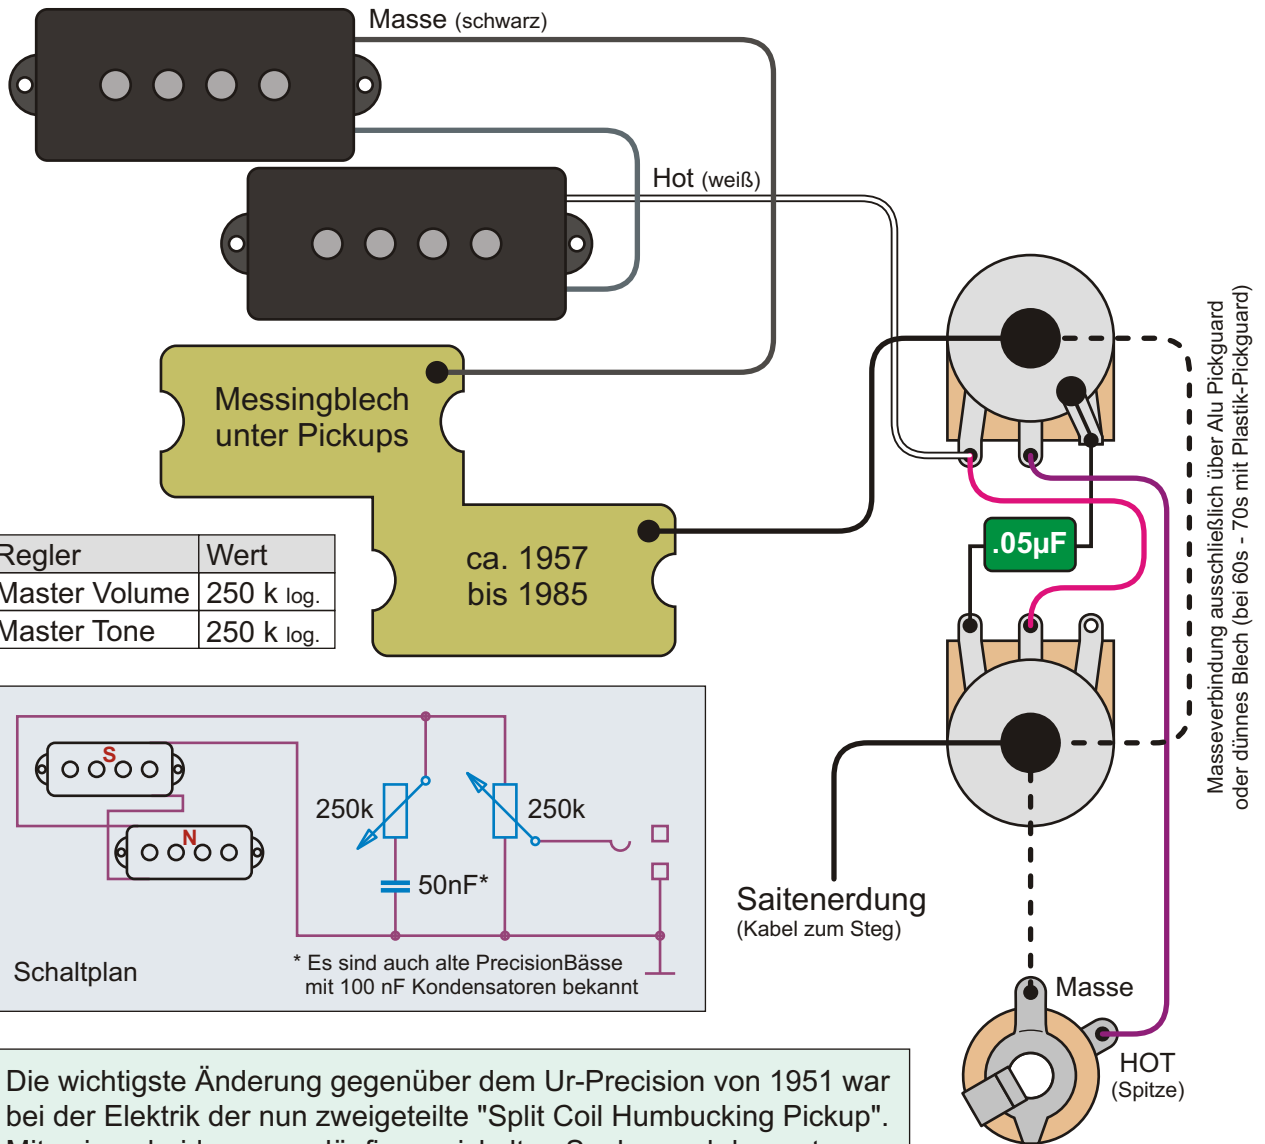 Masse (schwarz)
Hot (weiß)
Messingblech
unter Pickups
ca. 1957
bis 1985
Masseverbindung ausschließlich über Alu Pickguard
oder dünnes Blech (bei 60s - 70s mit Plastik-Pickguard)
.05µF
Regler Wert
Master Volume 250 k log.
Master Tone 250 k log.
S
N
250k
250k
50nF*
Schaltplan
* Es sind auch alte PrecisionBässe
mit 100 nF Kondensatoren bekannt
Saitenerdung
(Kabel zum Steg)
Masse
HOT
(Spitze)
Die wichtigste Änderung gegenüber dem Ur-Precision von 1951 war
bei der Elektrik der nun zweigeteilte "Split Coil Humbucking Pickup".